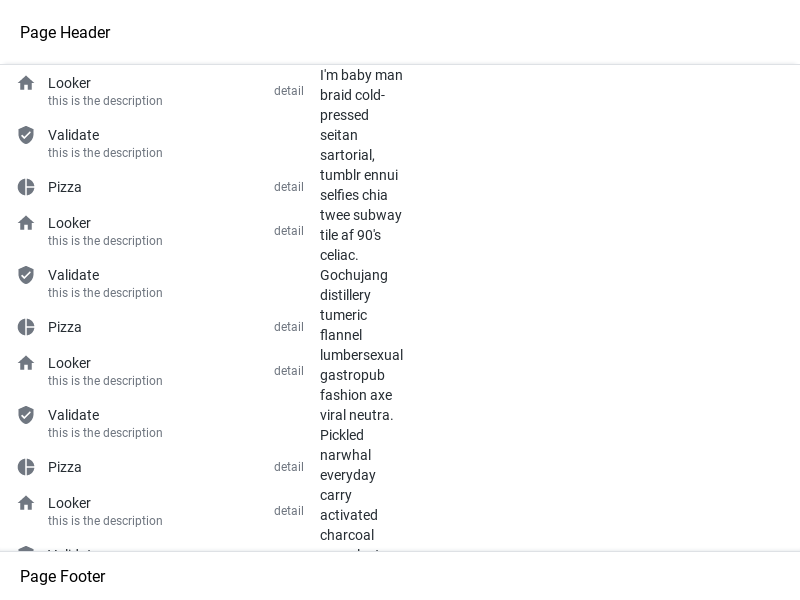 Page Header
Looker
this is the description
detail
Validate
this is the description
Pizza
detail
Looker
this is the description
detail
Validate
this is the description
Pizza
detail
Looker
this is the description
detail
Validate
this is the description
Pizza
detail
Looker
this is the description
detail
I'm baby man
braid cold-
pressed
seitan
sartorial,
tumblr ennui
selfies chia
twee subway
tile af 90's
celiac.
Gochujang
distillery
tumeric
flannel
lumbersexual
gastropub
fashion axe
viral neutra.
Pickled
narwhal
everyday
carry
activated
charcoal
Page Footer